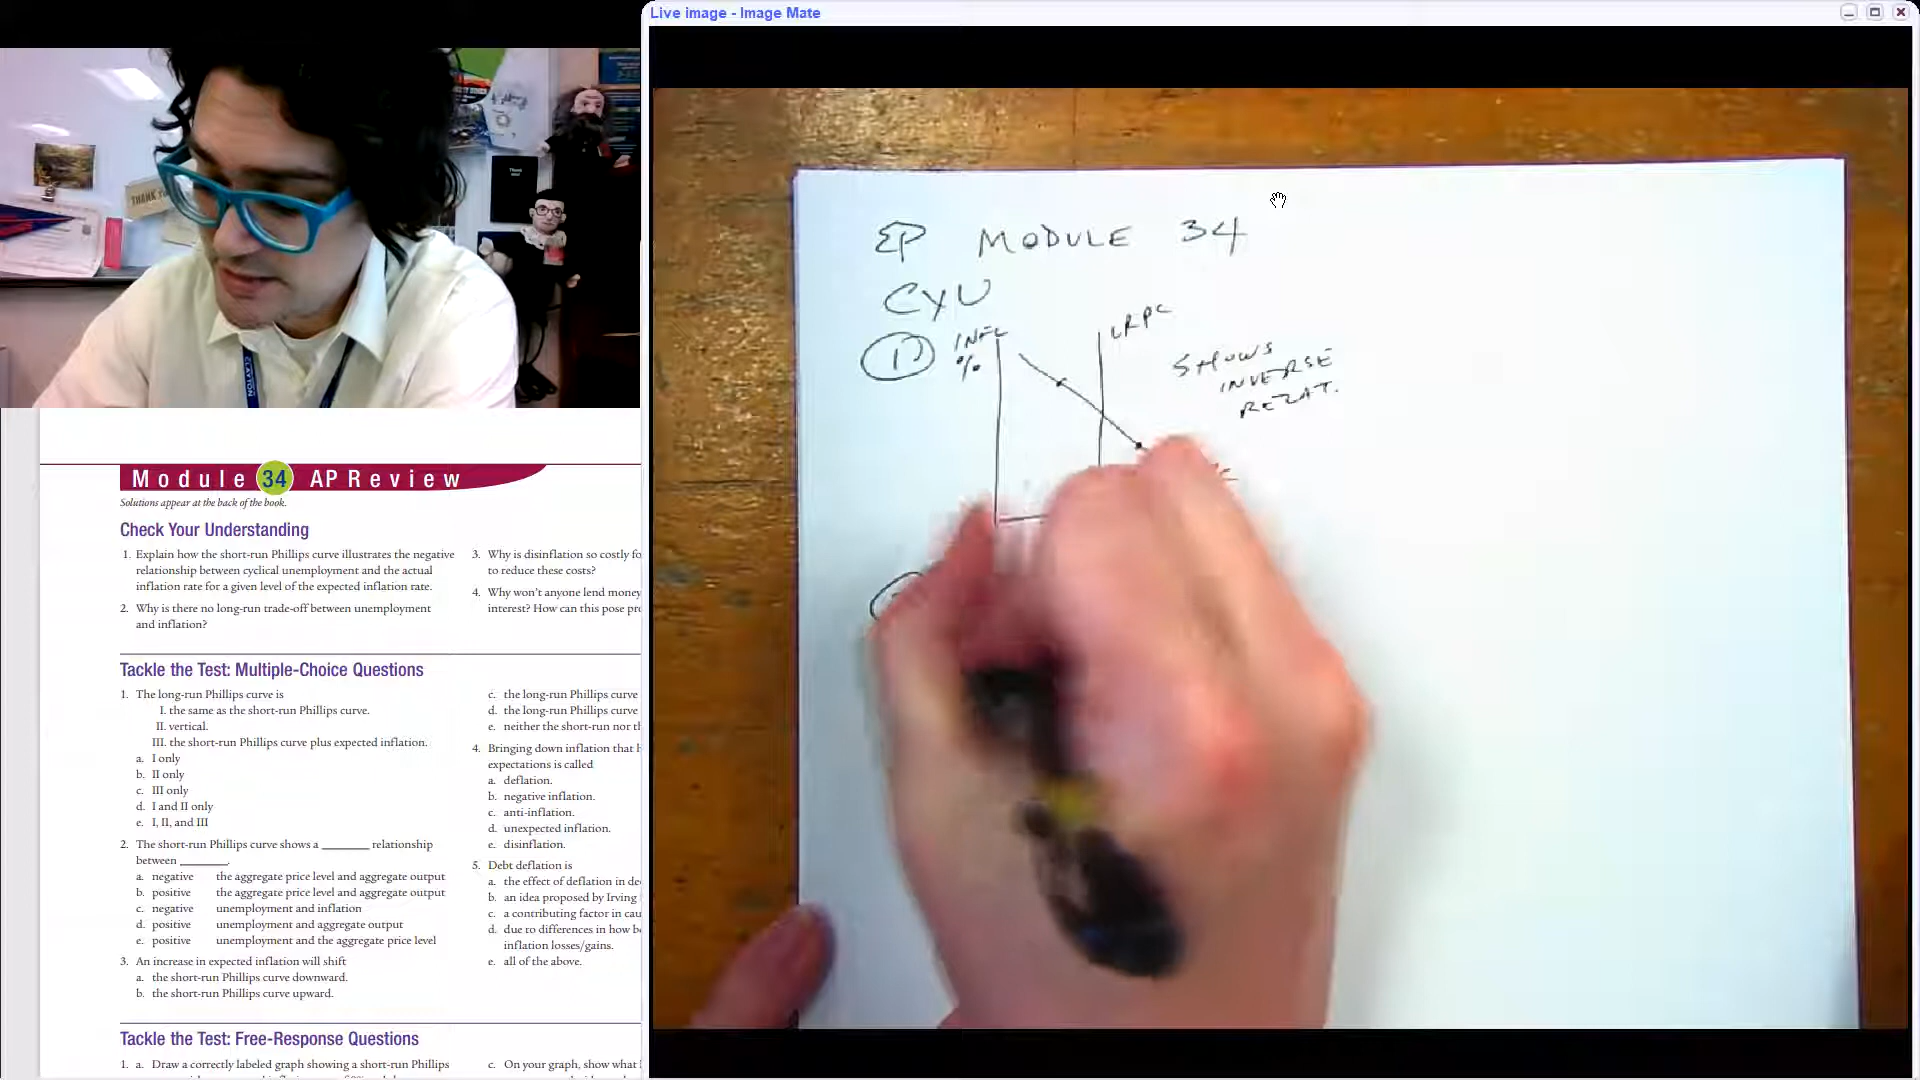 Live image - Image Mate
THANK
CLAYTON
EP MODULE 34
CYU
1
INFL
%
LRPC
SHOWS
INVERSE
RELAT.
Module 34 AP Review
Solutions appear at the back of the book.
Check Your Understanding
1. Explain how the short-run Phillips curve illustrates the negative
relationship between cyclical unemployment and the actual
inflation rate for a given level of the expected inflation rate.
2. Why is there no long-run trade-off between unemployment
and inflation?
3. Why is disinflation so costly fo
to reduce these costs?
4. Why won't anyone lend money
interest? How can this pose pr
Tackle the Test: Multiple-Choice Questions
1. The long-run Phillips curve is
I. the same as the short-run Phillips curve.
II. vertical.
III. the short-run Phillips curve plus expected inflation.
a. I only
b. II only
c. III only
d. I and II only
e. I, II, and III
2. The short-run Phillips curve shows a ________ relationship
between ________.
a. negative the aggregate price level and aggregate output
b. positive the aggregate price level and aggregate output
c. negative unemployment and inflation
d. positive unemployment and aggregate output
e. positive unemployment and the aggregate price level
3. An increase in expected inflation will shift
a. the short-run Phillips curve downward.
b. the short-run Phillips curve upward.
c. the long-run Phillips curve
d. the long-run Phillips curve
e. neither the short-run nor th
4. Bringing down inflation that h
expectations is called
a. deflation.
b. negative inflation.
c. anti-inflation.
d. unexpected inflation.
e. disinflation.
5. Debt deflation is
a. the effect of deflation in de
b. an idea proposed by Irving
c. a contributing factor in cau
d. due to differences in how bo
inflation losses/gains.
e. all of the above.
Tackle the Test: Free-Response Questions
1. a. Draw a correctly labeled graph showing a short-run Phillips
c. On your graph, show what